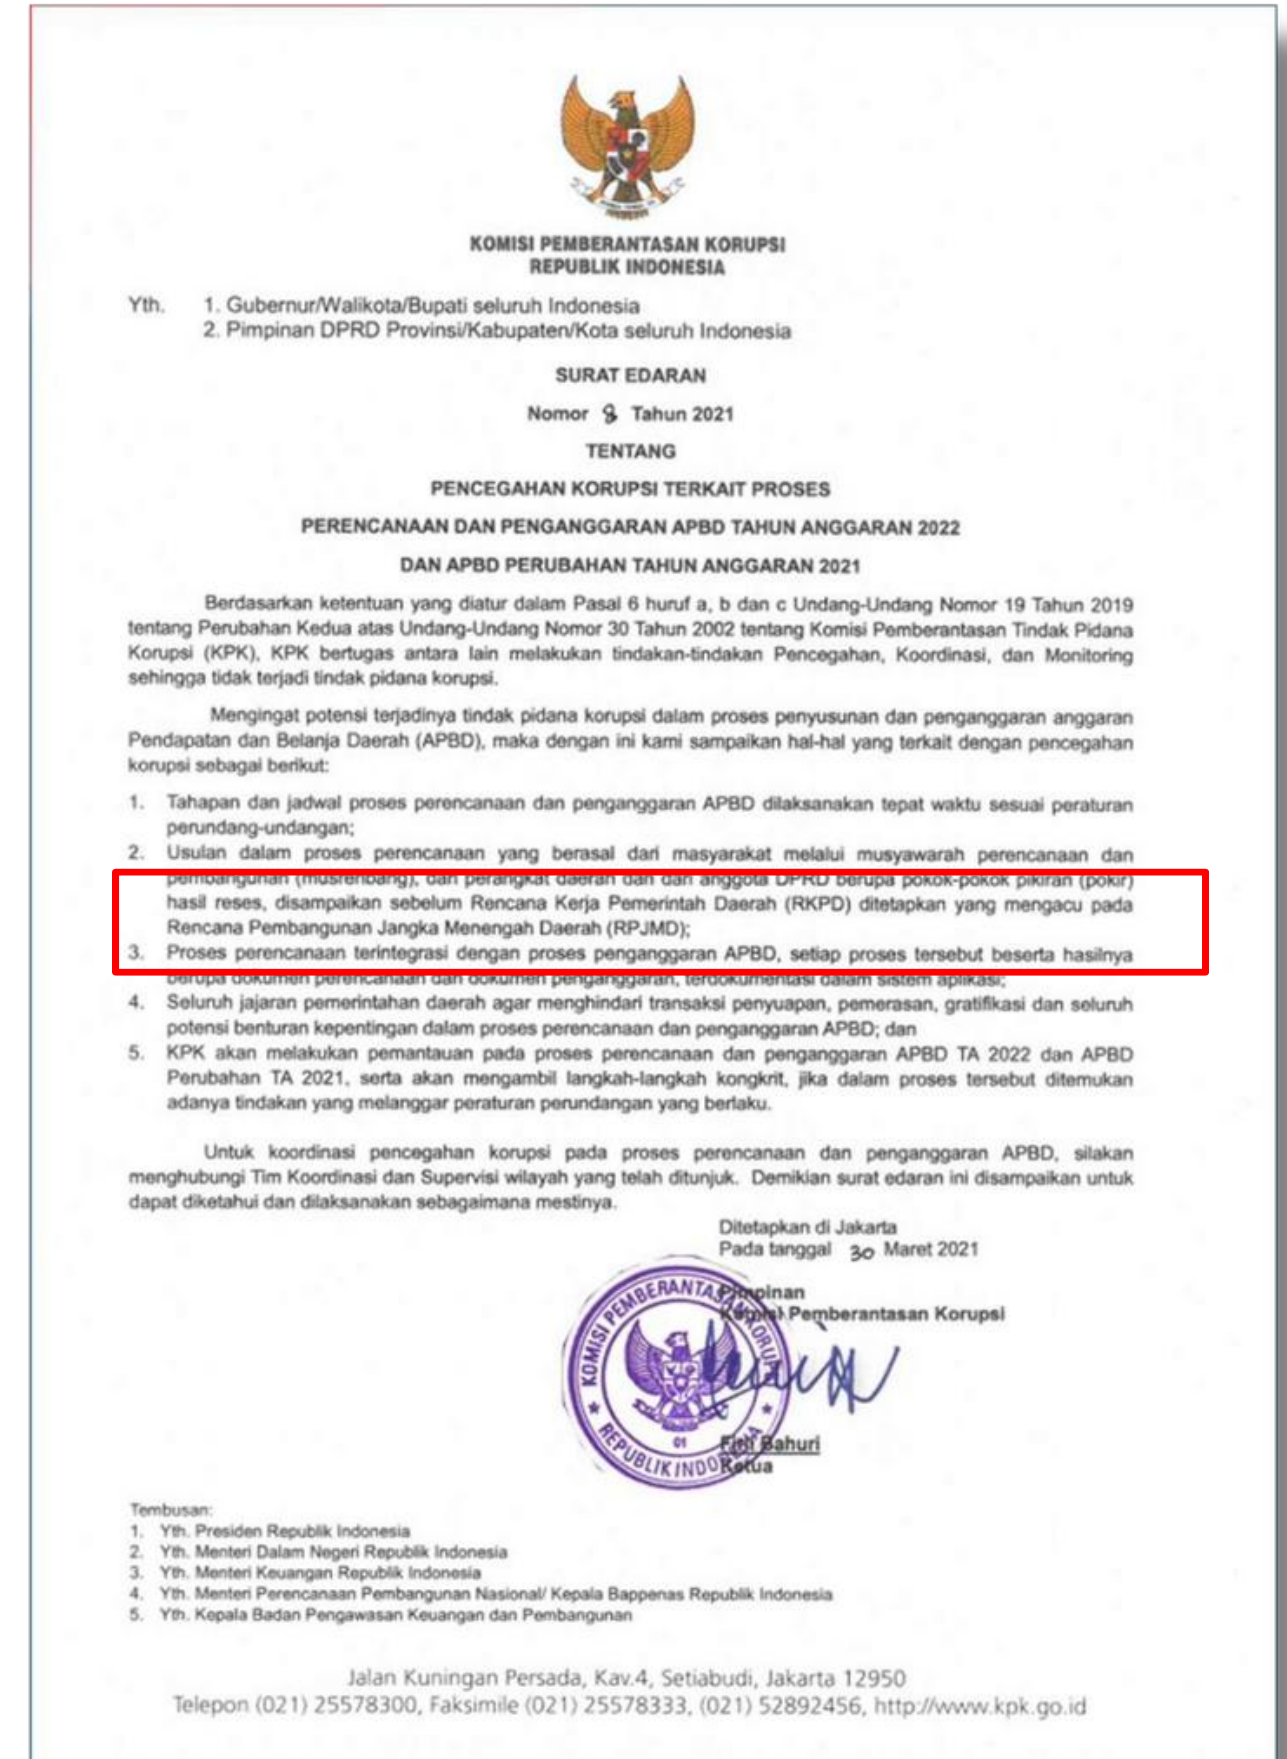 KOMISI PEMBERANTASAN KORUPSI
REPUBLIK INDONESIA
Yth. 1. Gubernur/Walikota/Bupati seluruh Indonesia
2. Pimpinan DPRD Provinsi/Kabupaten/Kota seluruh Indonesia
SURAT EDARAN
Nomor 8 Tahun 2021
TENTANG
PENCEGAHAN KORUPSI TERKAIT PROSES
PERENCANAAN DAN PENGANGGARAN APBD TAHUN ANGGARAN 2022
DAN APBD PERUBAHAN TAHUN ANGGARAN 2021
Berdasarkan ketentuan yang diatur dalam Pasal 6 huruf a, b dan c Undang-Undang Nomor 19 Tahun 2019
tentang Perubahan Kedua atas Undang-Undang Nomor 30 Tahun 2002 tentang Komisi Pemberantasan Tindak Pidana
Korupsi (KPK), KPK bertugas antara lain melakukan tindakan-tindakan Pencegahan, Koordinasi, dan Monitoring
sehingga tidak terjadi tindak pidana korupsi.
Mengingat potensi terjadinya tindak pidana korupsi dalam proses penyusunan dan penganggaran anggaran
Pendapatan dan Belanja Daerah (APBD), maka dengan ini kami sampaikan hal-hal yang terkait dengan pencegahan
korupsi sebagai berikut:
1. Tahapan dan jadwal proses perencanaan dan penganggaran APBD dilaksanakan tepat waktu sesuai peraturan
perundang-undangan;
2. Usulan dalam proses perencanaan yang berasal dari masyarakat melalui musyawarah perencanaan dan
pembangunan (musrenbang), dari perangkat daerah dan dari anggota DPRD berupa pokok-pokok pikiran (pokir)
hasil reses, disampaikan sebelum Rencana Kerja Pemerintah Daerah (RKPD) ditetapkan yang mengacu pada
Rencana Pembangunan Jangka Menengah Daerah (RPJMD);
3. Proses perencanaan terintegrasi dengan proses penganggaran APBD, setiap proses tersebut beserta hasilnya
berupa dokumen perencanaan dan dokumen penganggaran, terdokumentasi dalam sistem aplikasi;
4. Seluruh jajaran pemerintahan daerah agar menghindari transaksi penyuapan, pemerasan, gratifikasi dan seluruh
potensi benturan kepentingan dalam proses perencanaan dan penganggaran APBD; dan
5. KPK akan melakukan pemantauan pada proses perencanaan dan penganggaran APBD TA 2022 dan APBD
Perubahan TA 2021, serta akan mengambil langkah-langkah kongkrit, jika dalam proses tersebut ditemukan
adanya tindakan yang melanggar peraturan perundangan yang berlaku.
Untuk koordinasi pencegahan korupsi pada proses perencanaan dan penganggaran APBD, silakan
menghubungi Tim Koordinasi dan Supervisi wilayah yang telah ditunjuk. Demikian surat edaran ini disampaikan untuk
dapat diketahui dan dilaksanakan sebagaimana mestinya.
Ditetapkan di Jakarta
Pada tanggal 30 Maret 2021
Pimpinan
Komisi Pemberantasan Korupsi
KOMISI PEMBERANTASAN KORUPSI
01
REPUBLIK INDONESIA
Firli Bahuri
Ketua
Tembusan:
1. Yth. Presiden Republik Indonesia
2. Yth. Menteri Dalam Negeri Republik Indonesia
3. Yth. Menteri Keuangan Republik Indonesia
4. Yth. Menteri Perencanaan Pembangunan Nasional/ Kepala Bappenas Republik Indonesia
5. Yth. Kepala Badan Pengawasan Keuangan dan Pembangunan
Jalan Kuningan Persada, Kav.4, Setiabudi, Jakarta 12950
Telepon (021) 25578300, Faksimile (021) 25578333, (021) 52892456, http://www.kpk.go.id